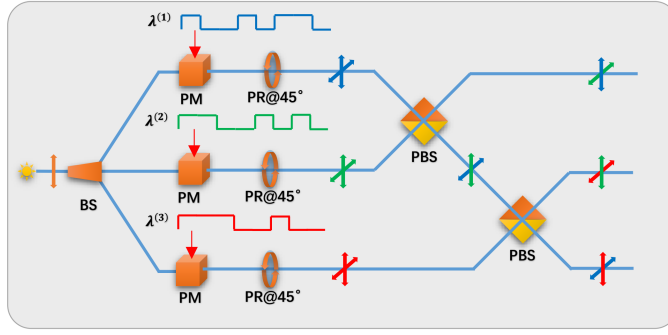 λ(1)
PM
PR@45°
λ(2)
PBS
BS
PM
PR@45°
λ(3)
PBS
PM
PR@45°